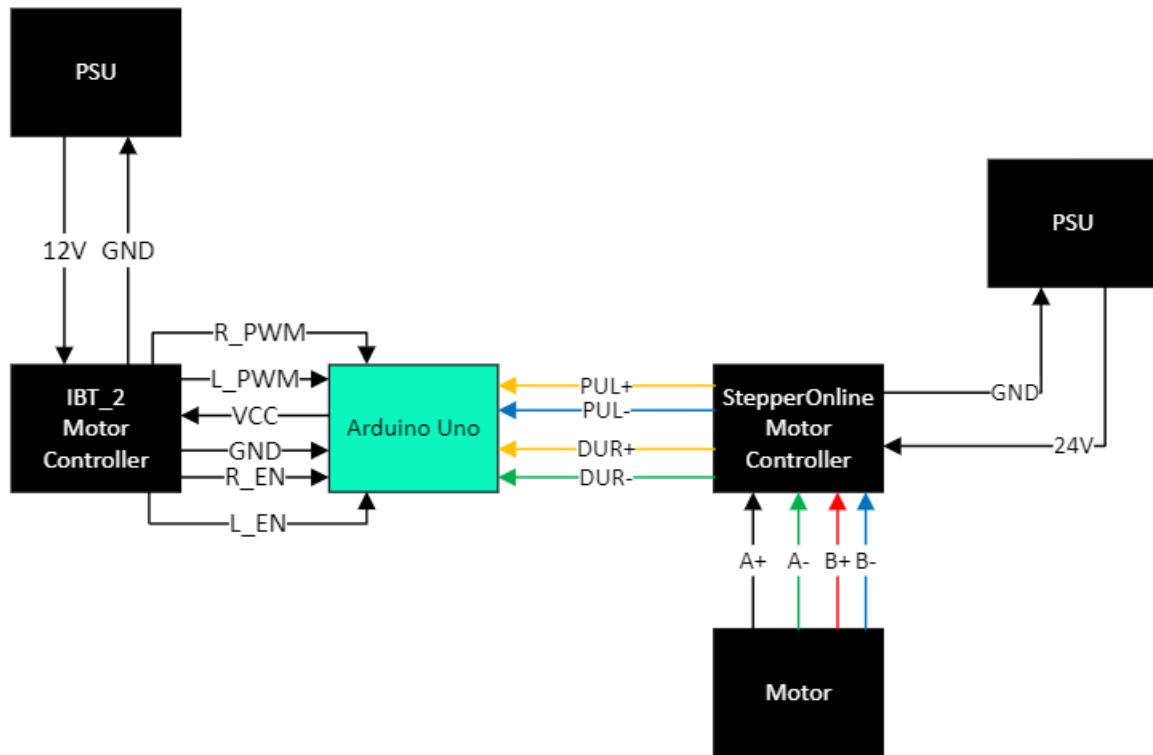 PSU
PSU
12V GND
R_PWM
L_PWM
VCC
GND
R_EN
L_EN
IBT_2
Motor
Controller
Arduino Uno
PUL+
PUL-
DUR+
DUR-
StepperOnline
Motor
Controller
GND
24V
A+ A- B+ B-
Motor